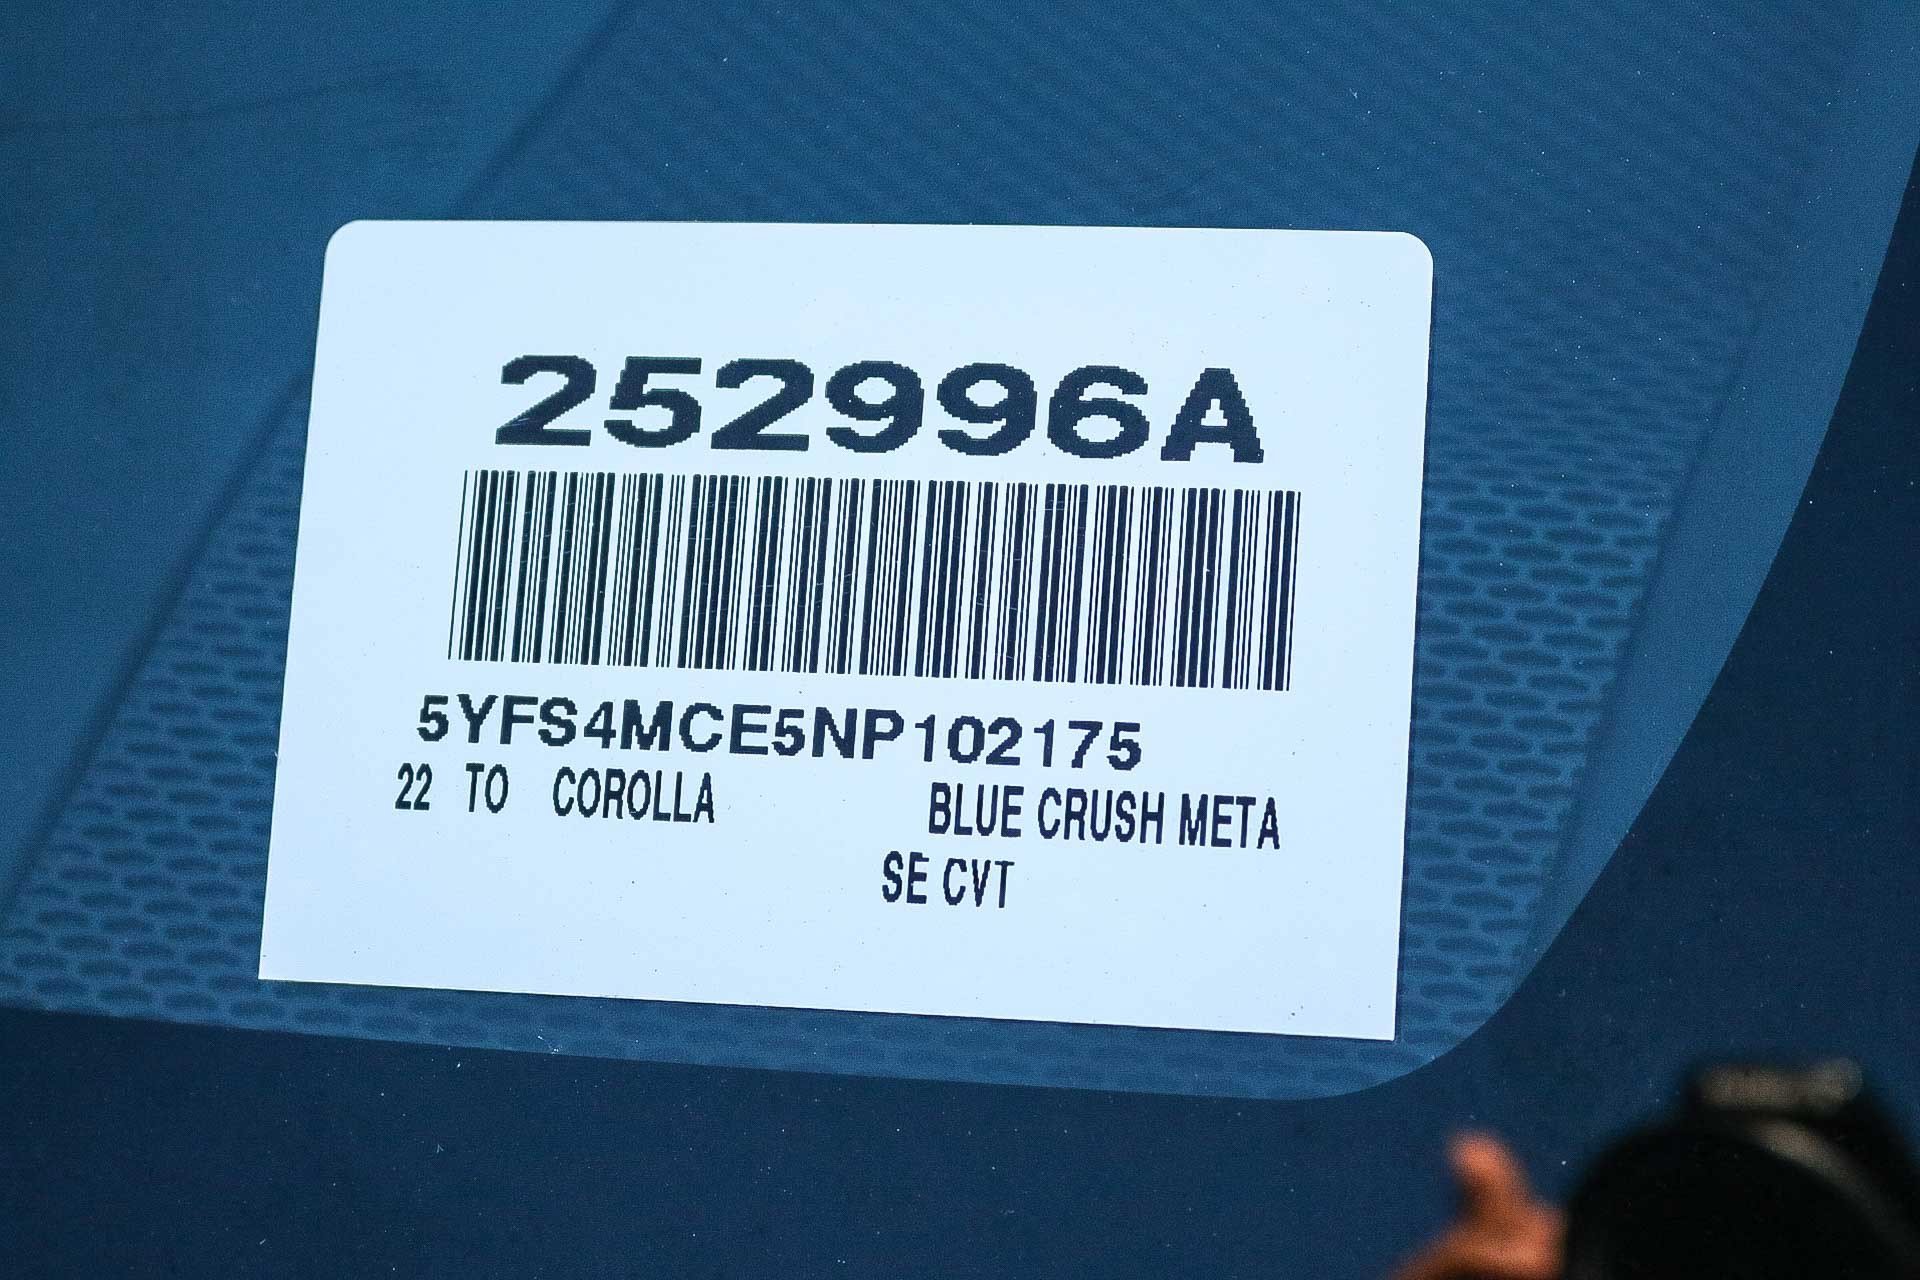 252996A
5YFS4MCE5NP102175
22 TO COROLLA BLUE CRUSH META
SE CVT